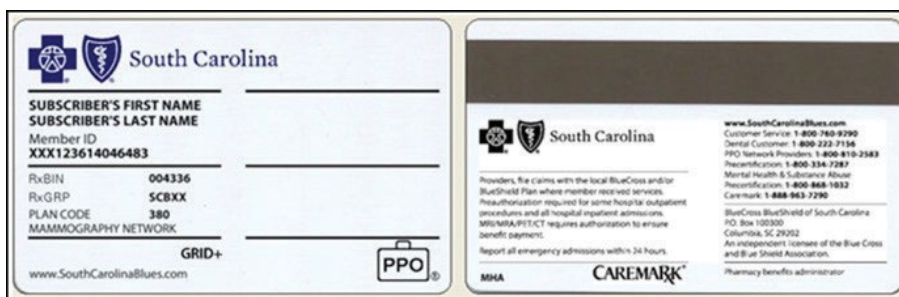 South Carolina
SUBSCRIBER'S FIRST NAME
SUBSCRIBER'S LAST NAME
Member ID
XXX123614046483
RxBIN 004336
RxGRP SCBXX
PLAN CODE 380
MAMMOGRAPHY NETWORK
GRID+
www.SouthCarolinaBlues.com
PPO
®
South Carolina
Providers, file claims with the local BlueCross and/or
BlueShield Plan where member received services.
Preauthorization required for some hospital outpatient
procedures and all hospital inpatient admissions.
MRI/MRA/PET/CT requires authorization to ensure
benefit payment.
Report all emergency admissions within 24 hours.
MHA
CAREMARK
www.SouthCarolinaBlues.com
Customer Service: 1-800-760-9290
Dental Customer: 1-800-222-7156
PPO Network Providers: 1-800-810-2583
Precertification: 1-800-334-7287
Mental Health & Substance Abuse
Precertification: 1-800-868-1032
Caremark: 1-888-963-7290
BlueCross BlueShield of South Carolina
P.O. Box 100300
Columbia, SC 29202
An independent licensee of the Blue Cross
and Blue Shield Association.
Pharmacy benefits administrator